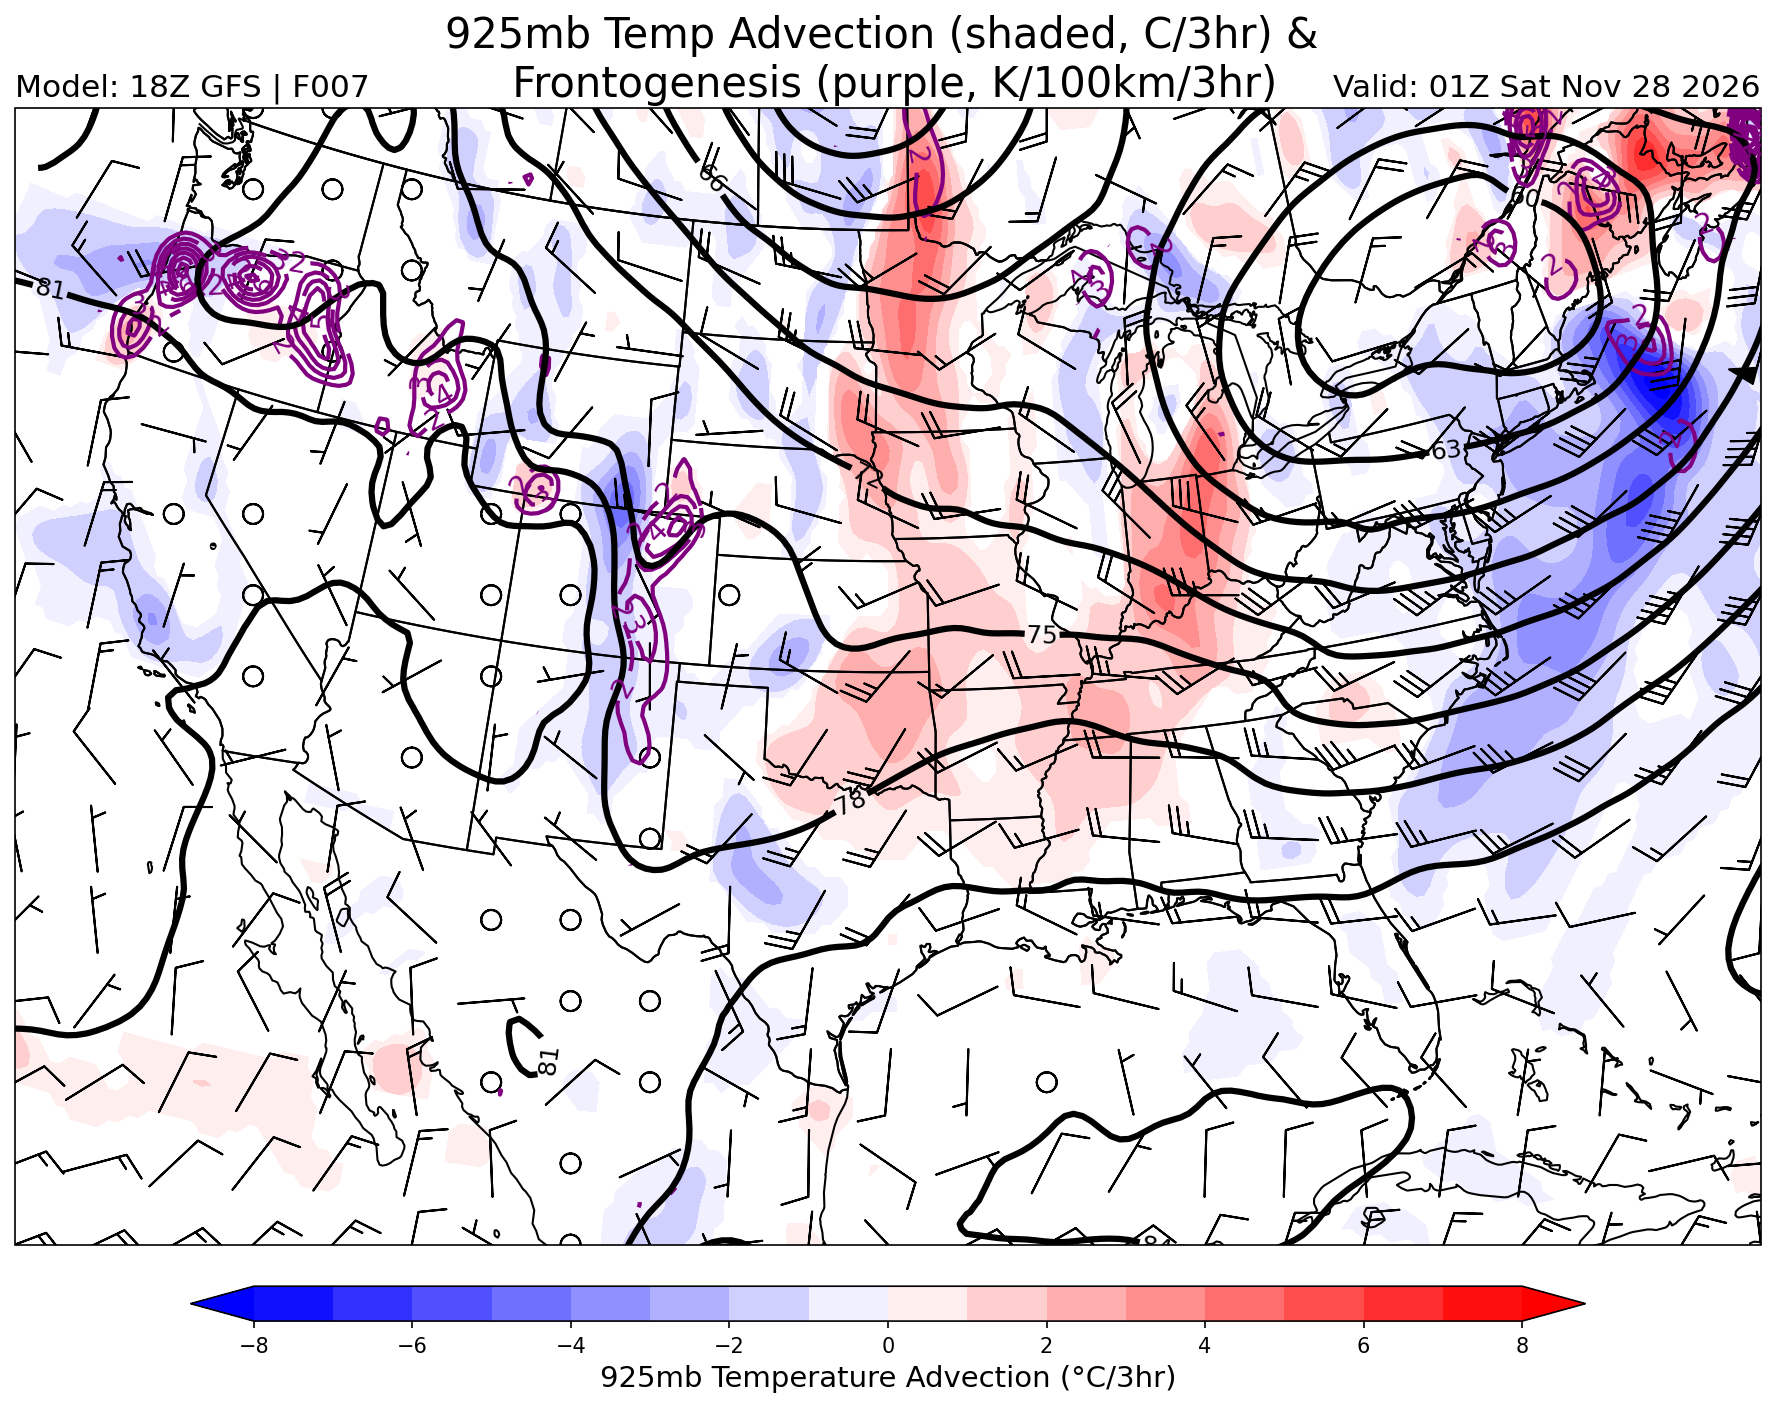 925mb Temp Advection (shaded, C/3hr) &
Model: 18Z GFS | F007
Frontogenesis (purple, K/100km/3hr)
Valid: 01Z Sat Nov 28 2026
66
60
81
63
75
78
81
−8 −6 −4 −2 0 2 4 6 8
925mb Temperature Advection (°C/3hr)